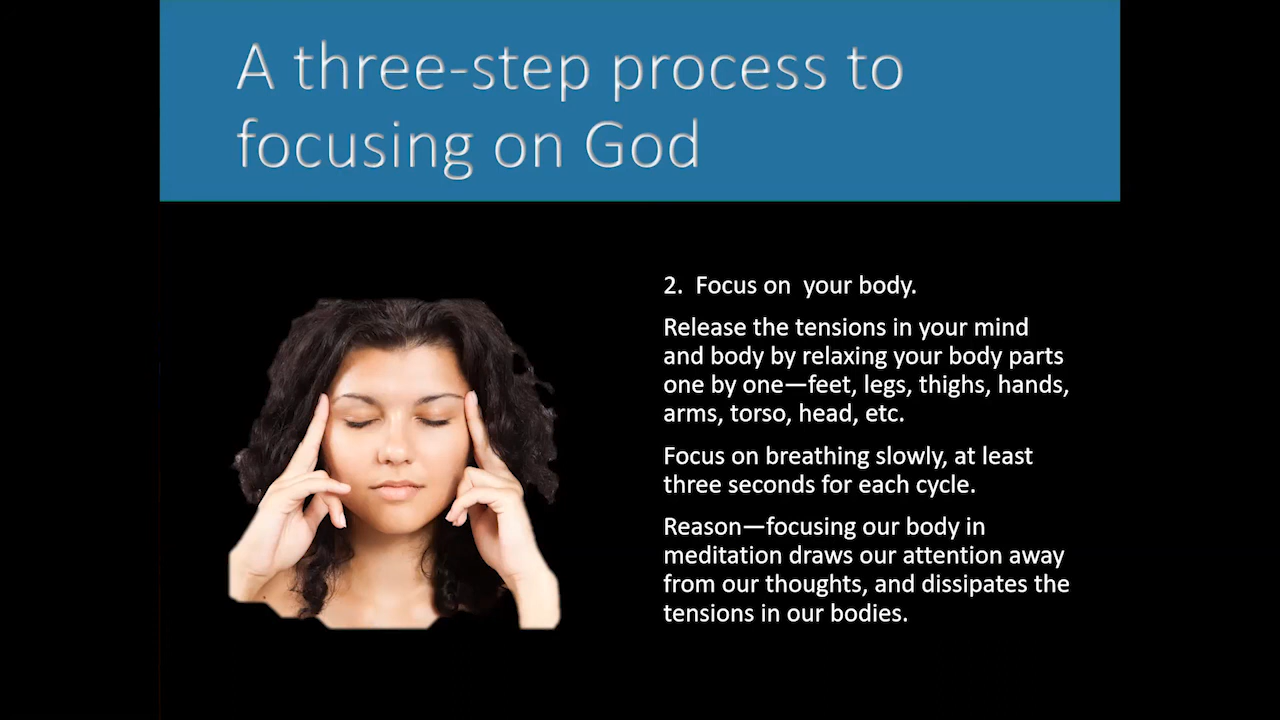 A three-step process to
focusing on God
2. Focus on  your body.
Release the tensions in your mind
and body by relaxing your body parts
one by one—feet, legs, thighs, hands,
arms, torso, head, etc.
Focus on breathing slowly, at least
three seconds for each cycle.
Reason—focusing our body in
meditation draws our attention away
from our thoughts, and dissipates the
tensions in our bodies.